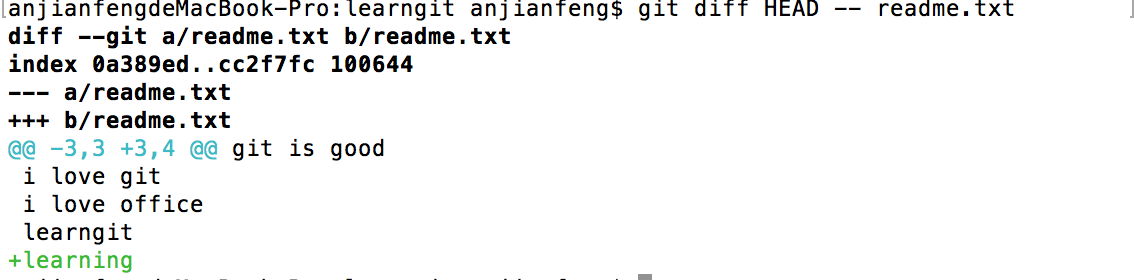 [anjianfengdeMacBook-Pro:learngit anjianfeng$ git diff HEAD -- readme.txt ]
diff --git a/readme.txt b/readme.txt
index 0a389ed..cc2f7fc 100644
--- a/readme.txt
+++ b/readme.txt
@@ -3,3 +3,4 @@ git is good
 i love git
 i love office
 learngit
+learning